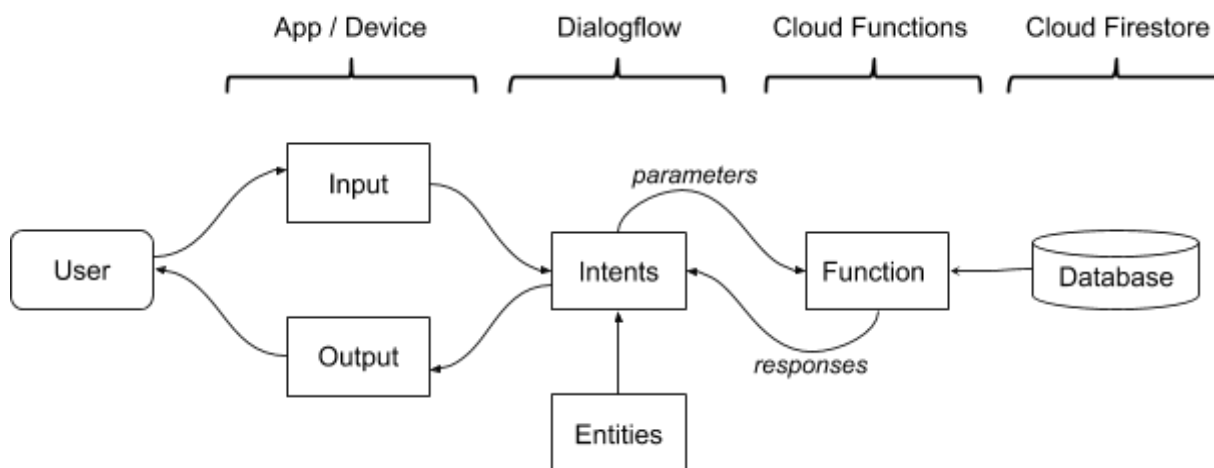 App / Device
Dialogflow
Cloud Functions
Cloud Firestore
Input
parameters
User
Intents
Function
Database
Output
responses
Entities